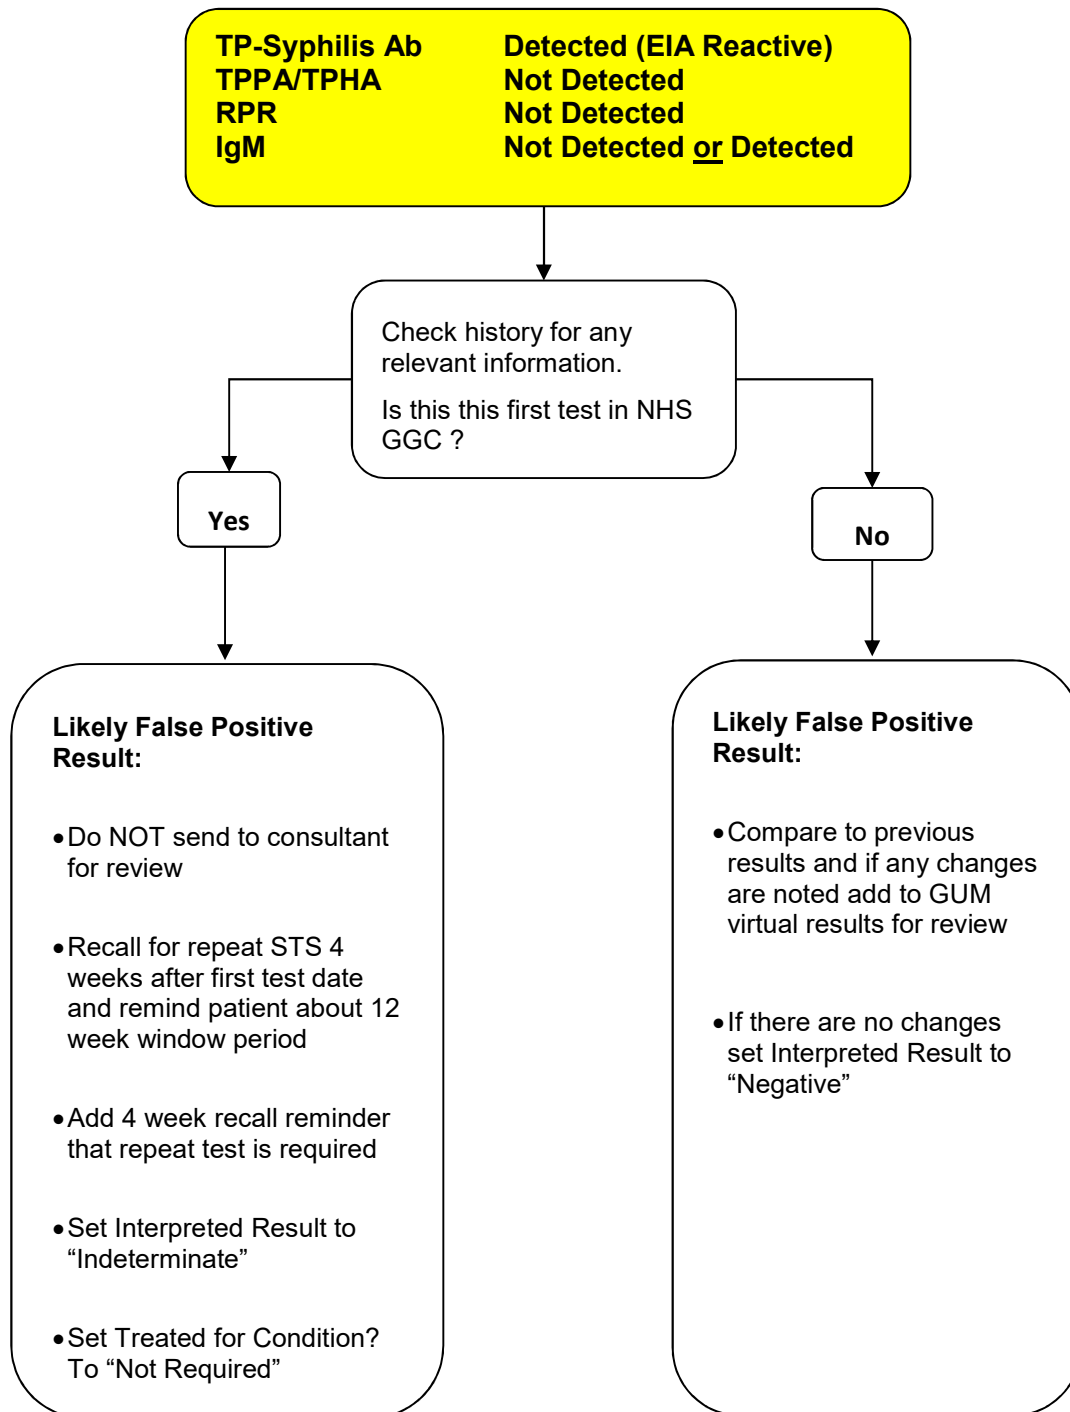 TP-Syphilis Ab Detected (EIA Reactive)
TPPA/TPHA Not Detected
RPR Not Detected
IgM Not Detected or Detected
Check history for any
relevant information.
Is this this first test in NHS
GGC ?
Yes
No
Likely False Positive
Result:
•Do NOT send to consultant
for review
•Recall for repeat STS 4
weeks after first test date
and remind patient about 12
week window period
•Add 4 week recall reminder
that repeat test is required
•Set Interpreted Result to
“Indeterminate”
•Set Treated for Condition?
To “Not Required”
Likely False Positive
Result:
•Compare to previous
results and if any changes
are noted add to GUM
virtual results for review
•If there are no changes
set Interpreted Result to
“Negative”